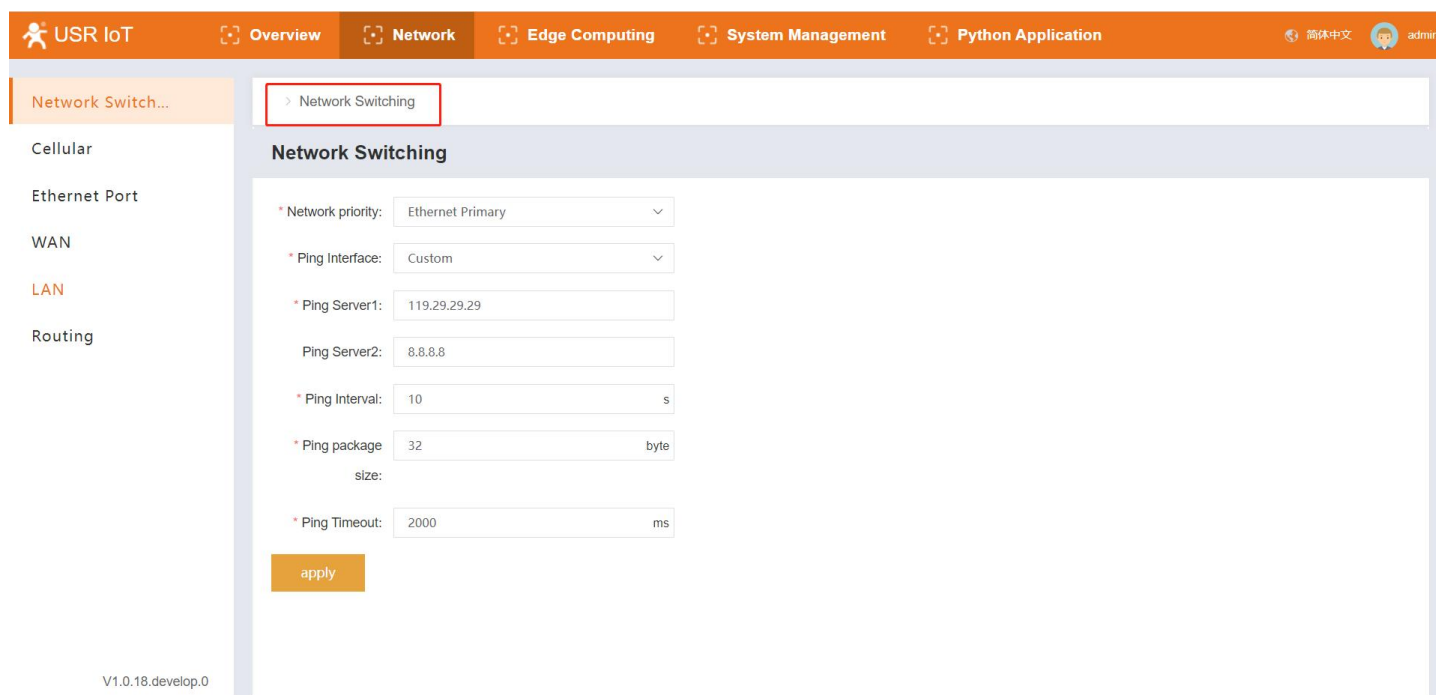 USR IoT Overview Network Edge Computing System Management Python Application 简体中文 admin
Network Switch...
Cellular
Ethernet Port
WAN
LAN
Routing
V1.0.18.develop.0
> Network Switching
Network Switching
* Network priority: Ethernet Primary
* Ping Interface: Custom
* Ping Server1: 119.29.29.29
Ping Server2: 8.8.8.8
* Ping Interval: 10 s
* Ping package 32 byte
size:
* Ping Timeout: 2000 ms
apply